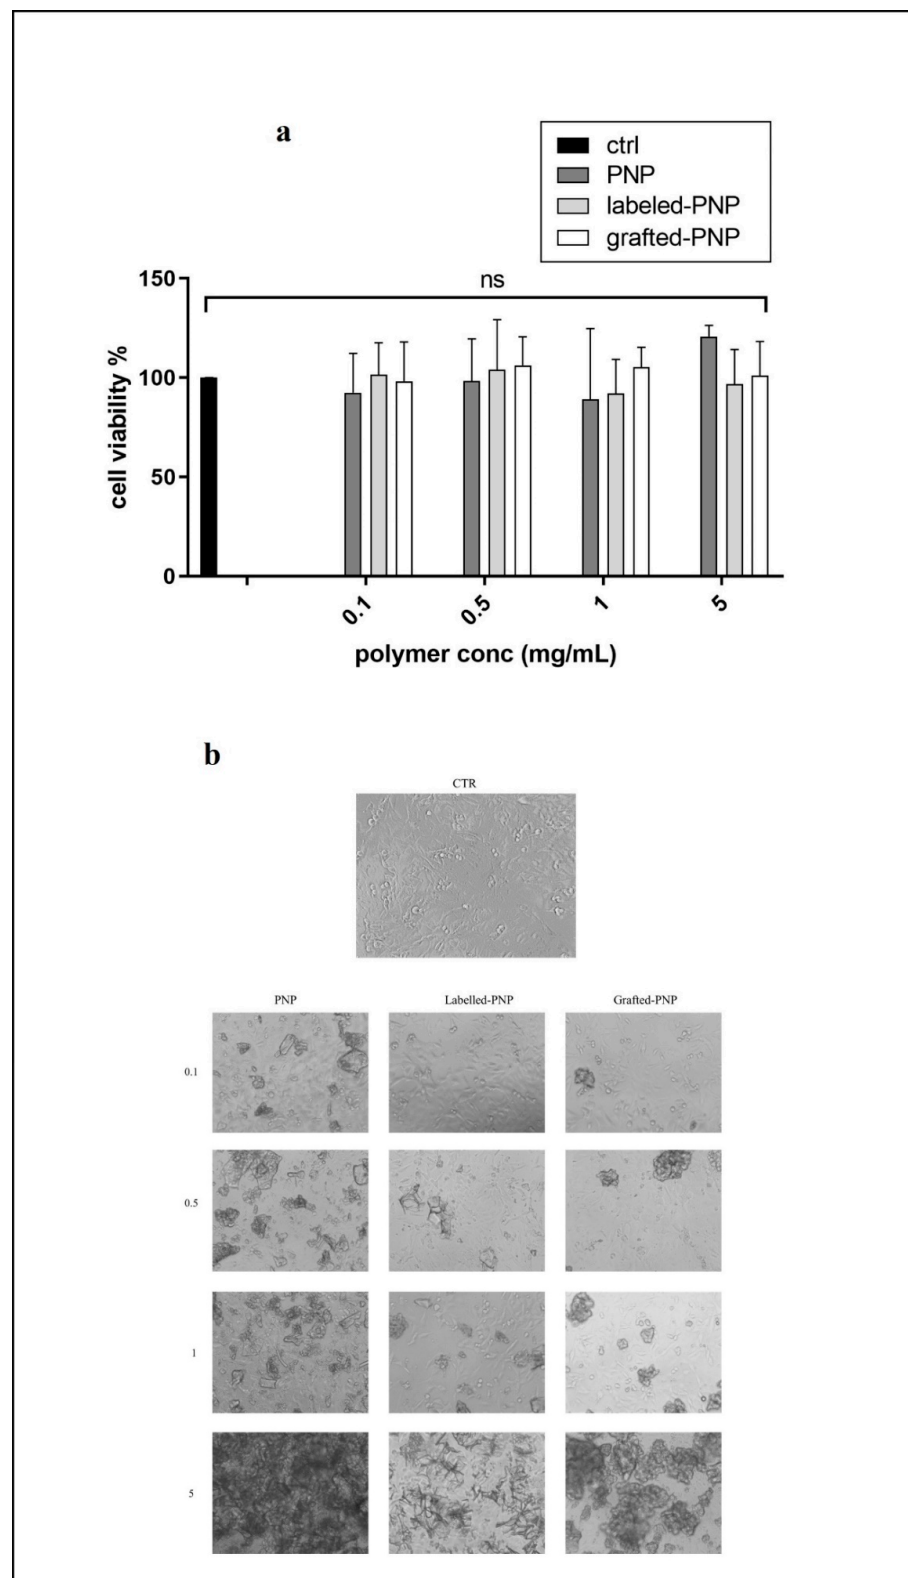 a
ctrl
PNP
labeled-PNP
grafted-PNP
150
ns
100
50
0
cell viability %
0.1
0.5
1
5
polymer conc (mg/mL)
b
CTR
PNP
Labelled-PNP
Grafted-PNP
0.1
0.5
1
5